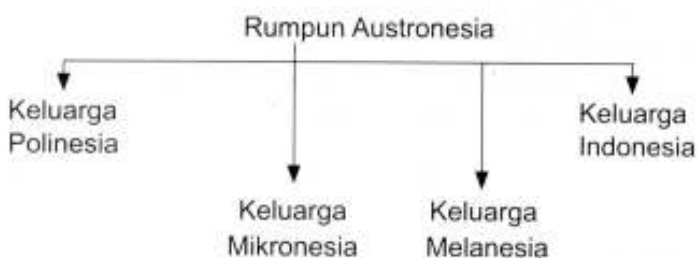 Rumpun Austronesia
Keluarga
Polinesia
Keluarga
Mikronesia
Keluarga
Melanesia
Keluarga
Indonesia